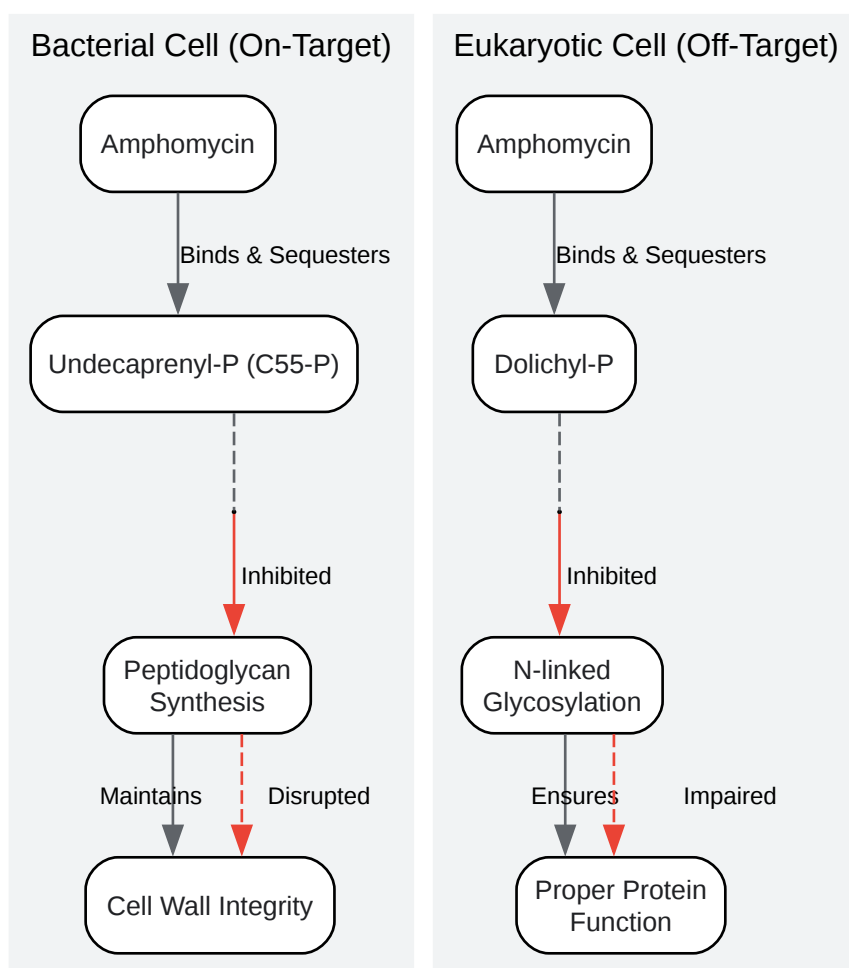 Bacterial Cell (On-Target)
Amphomycin
Binds & Sequesters
Undecaprenyl-P (C55-P)
Inhibited
Peptidoglycan
Synthesis
Maintains
Disrupted
Cell Wall Integrity
Eukaryotic Cell (Off-Target)
Amphomycin
Binds & Sequesters
Dolichyl-P
Inhibited
N-linked
Glycosylation
Ensures
Impaired
Proper Protein
Function